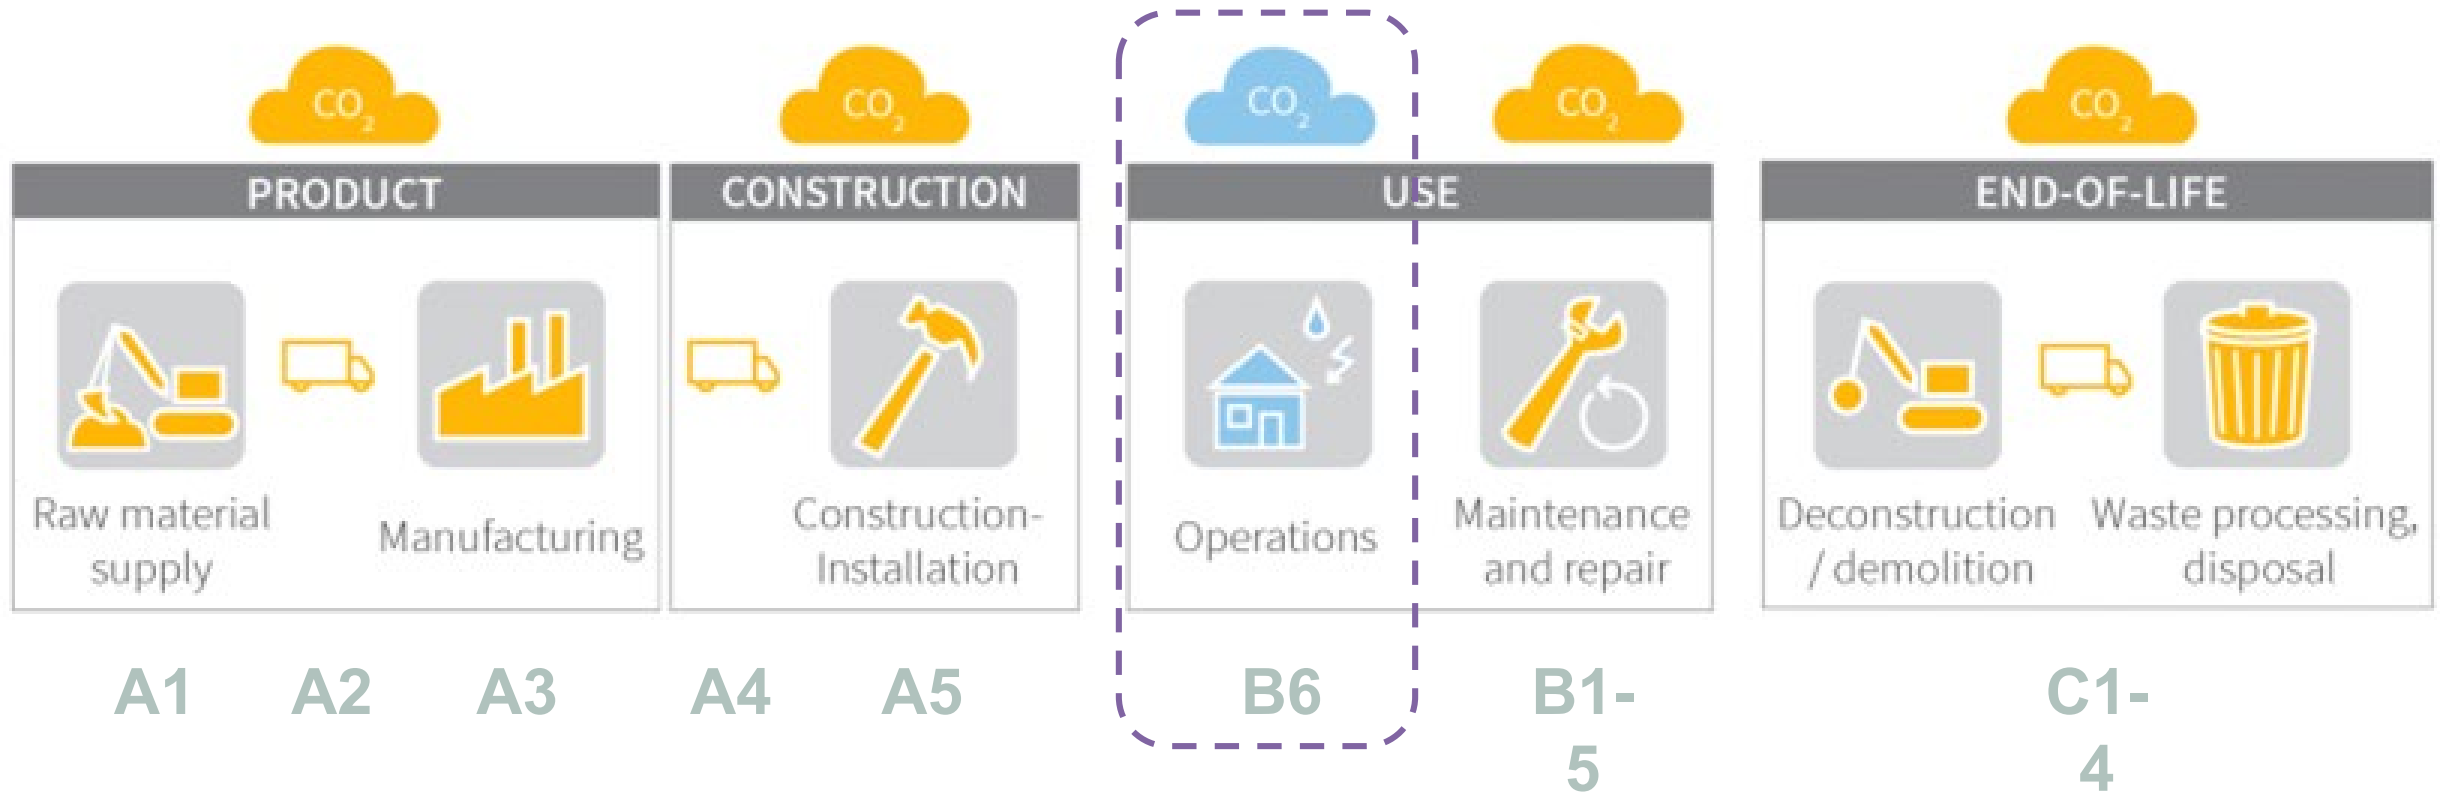 CO2
CO2
CO2
CO2
CO2
PRODUCT
CONSTRUCTION
USE
END-OF-LIFE
Raw material
supply
Manufacturing
Construction-
Installation
Operations
Maintenance
and repair
Deconstruction
/ demolition
Waste processing,
disposal
A1
A2
A3
A4
A5
B6
B1-
5
C1-
4